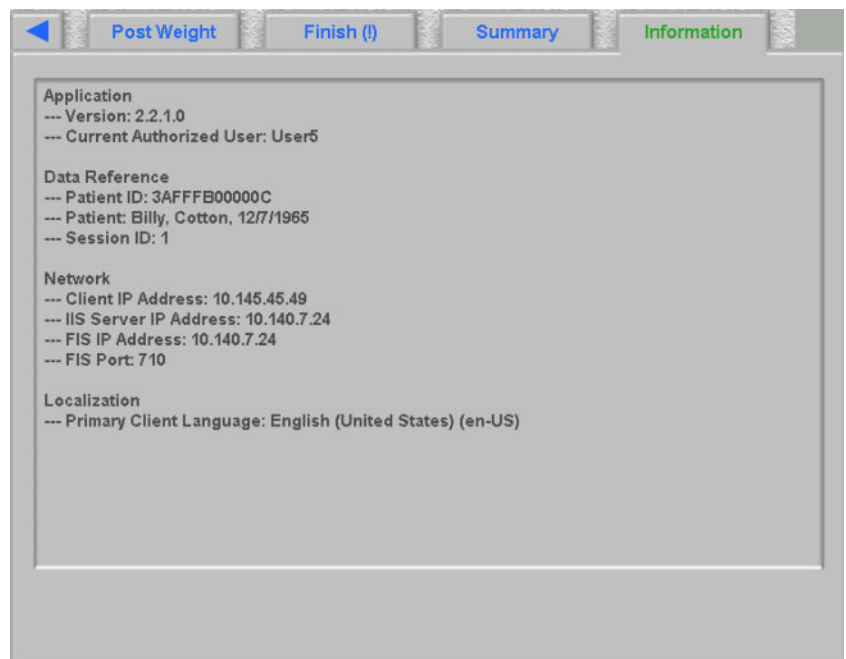 Post Weight
Finish (!)
Summary
Information
Application
--- Version: 2.2.1.0
--- Current Authorized User: User5
Data Reference
--- Patient ID: 3AFFFB00000C
--- Patient: Billy, Cotton, 12/7/1965
--- Session ID: 1
Network
--- Client IP Address: 10.145.45.49
--- IIS Server IP Address: 10.140.7.24
--- FIS IP Address: 10.140.7.24
--- FIS Port: 710
Localization
--- Primary Client Language: English (United States) (en-US)